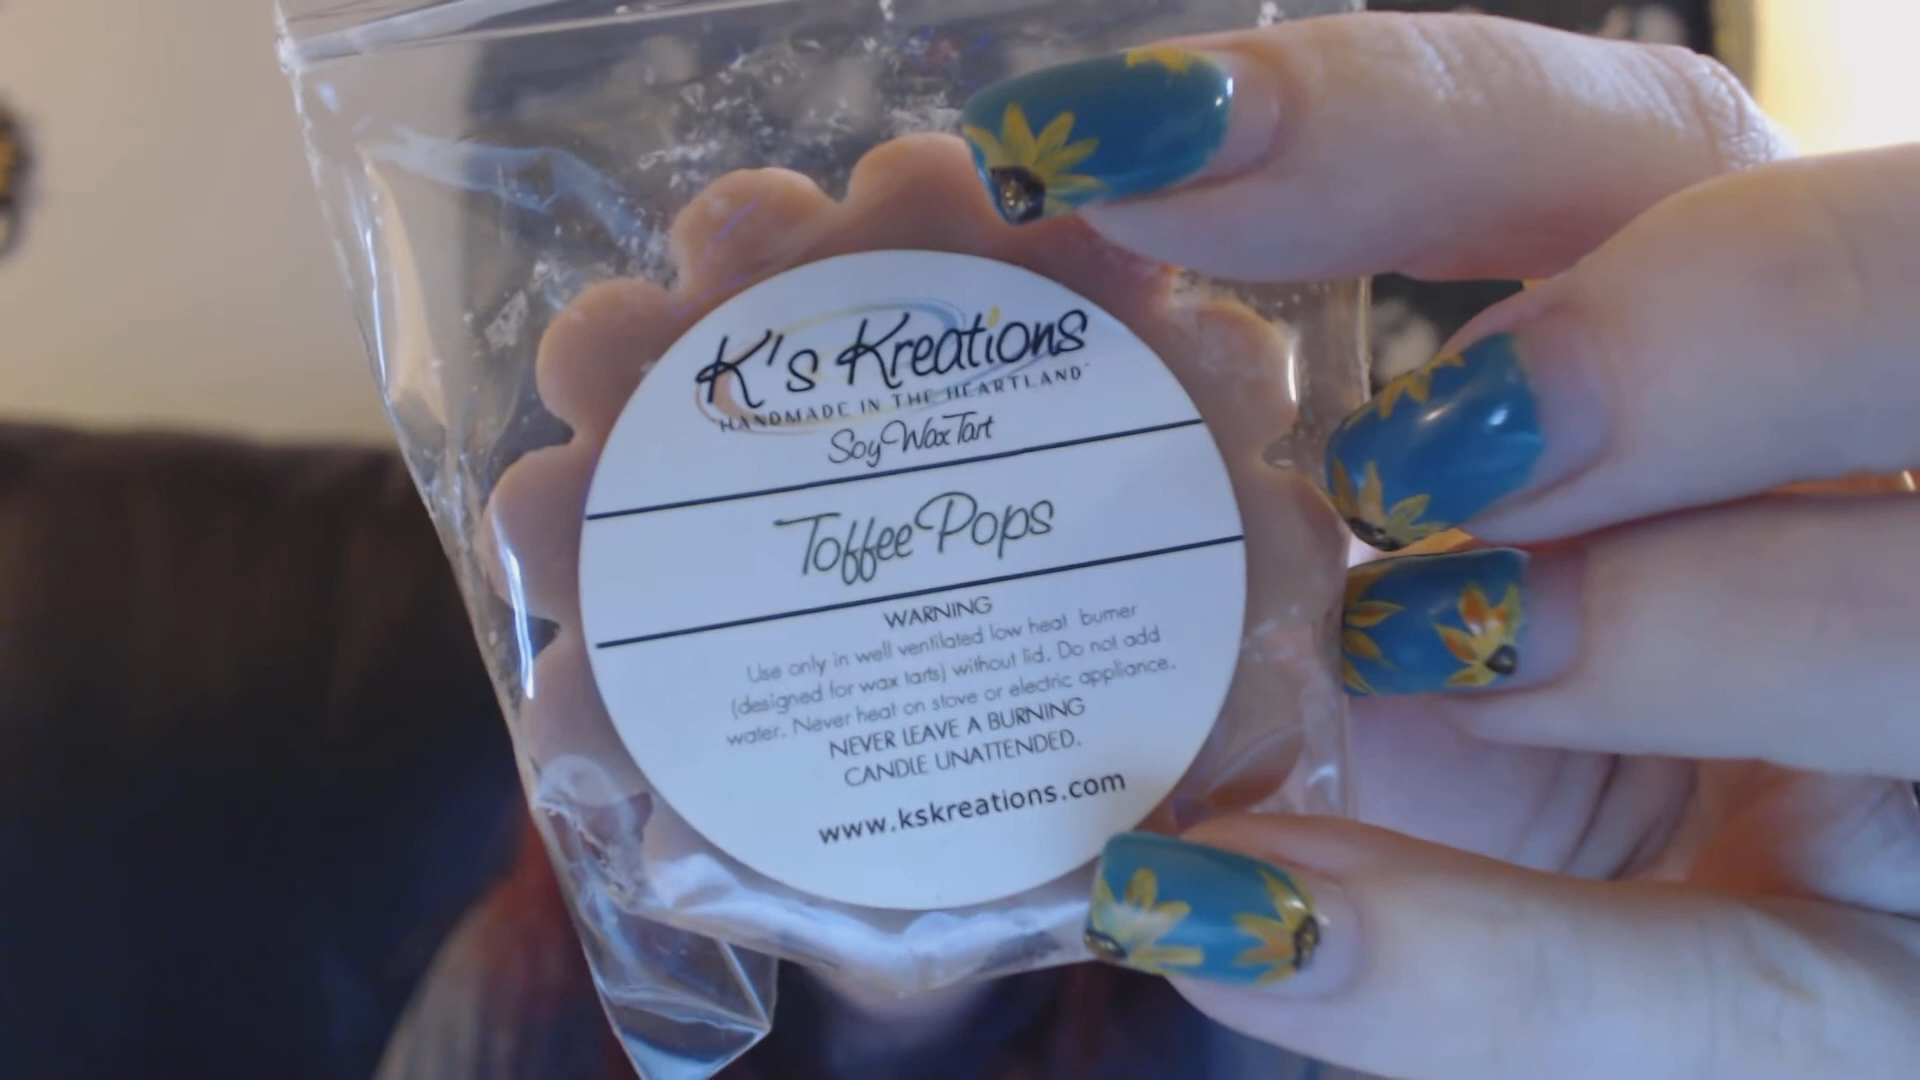 K's Kreations
HANDMADE IN THE HEARTLAND
Soy Wax Tart
Toffee Pops
WARNING
Use only in well ventilated low heat burner
(designed for wax tarts) without lid. Do not add
water. Never heat on stove or electric appliance.
NEVER LEAVE A BURNING
CANDLE UNATTENDED.
www.kskreations.com